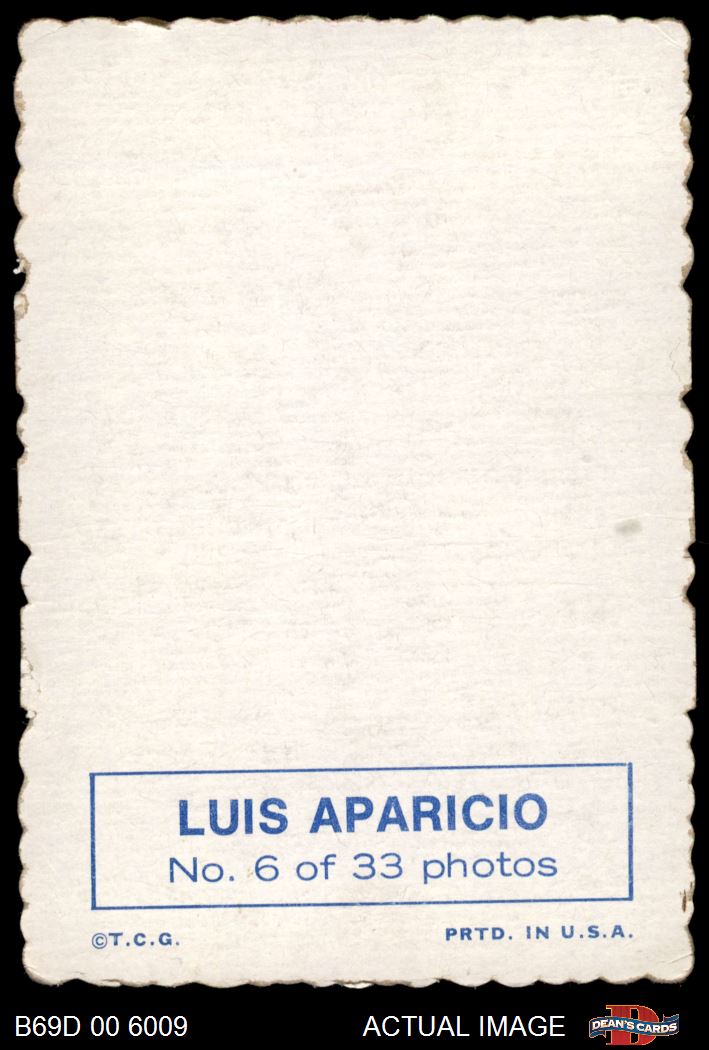 LUIS APARICIO
No. 6 of 33 photos
©T.C.G.
PRTD. IN U.S.A.
B69D 00 6009
ACTUAL IMAGE
DEAN'S CARDS